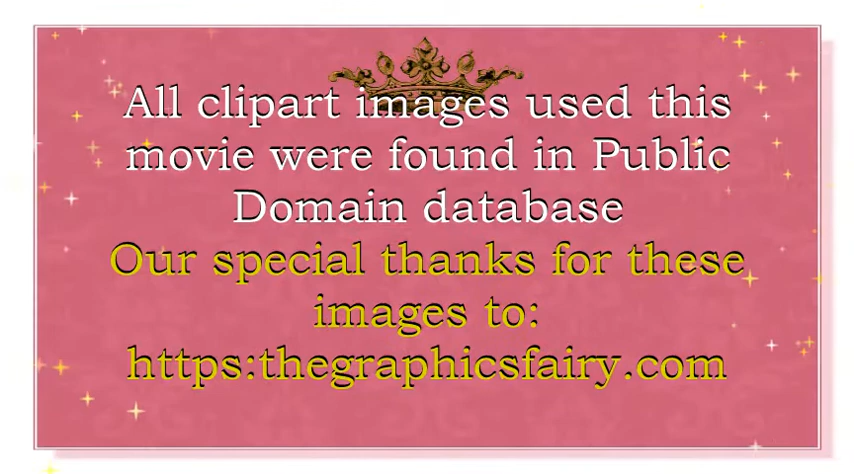 All clipart images used this
movie were found in Public
Domain database
Our special thanks for these
images to:
https:thegraphicsfairy.com